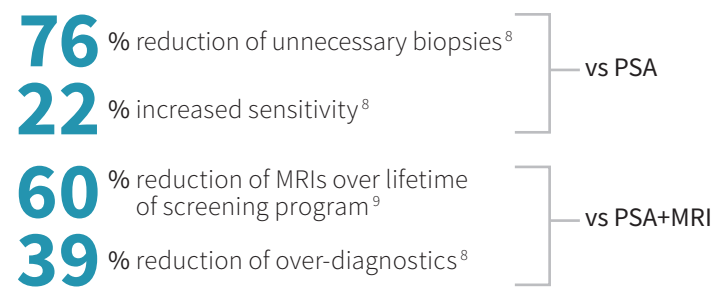 76 % reduction of unnecessary biopsies 8
22 % increased sensitivity 8
vs PSA
60 % reduction of MRIs over lifetime
of screening program 9
39 % reduction of over-diagnostics 8
vs PSA+MRI